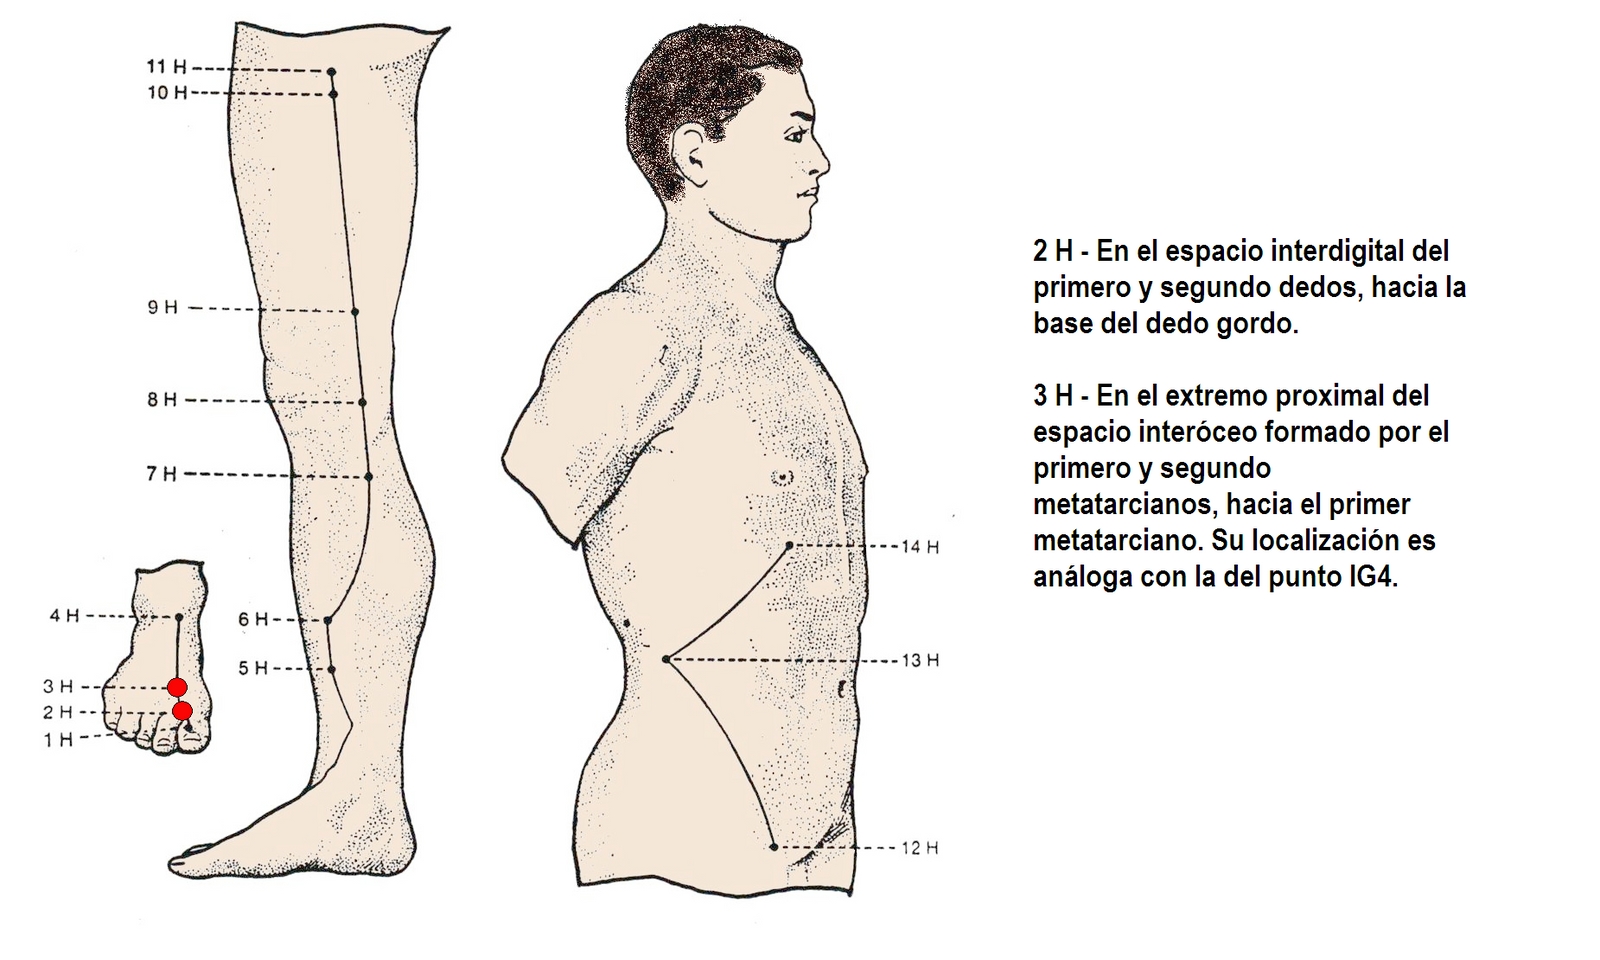 11 H
10 H
9 H
8 H
7 H
6 H
5 H
4 H
3 H
2 H
1 H
14 H
13 H
12 H
2 H - En el espacio interdigital del
primero y segundo dedos, hacia la
base del dedo gordo.
3 H - En el extremo proximal del
espacio interóceo formado por el
primero y segundo
metatarcianos, hacia el primer
metatarciano. Su localización es
análoga con la del punto IG4.